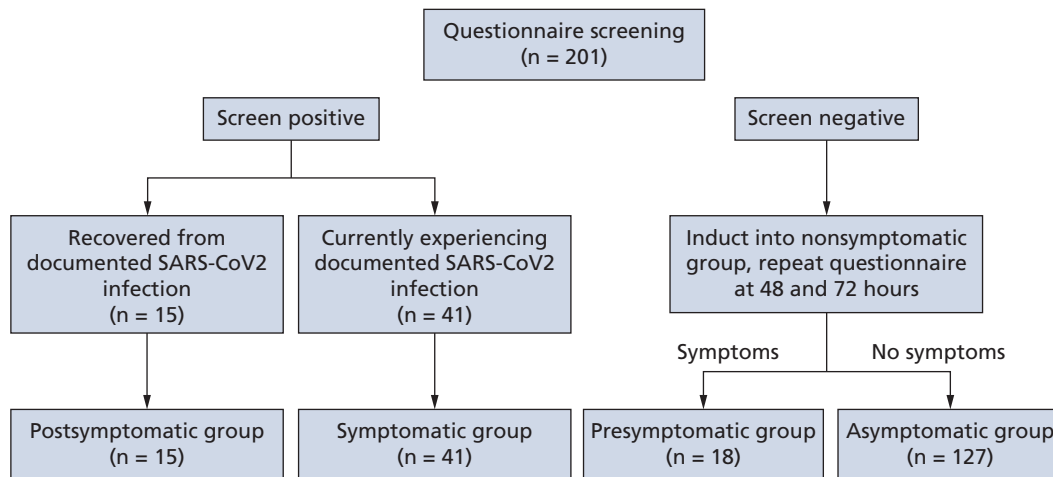 Questionnaire screening
(n = 201)
Screen positive
Screen negative
Recovered from
documented SARS-CoV2
infection
(n = 15)
Currently experiencing
documented SARS-CoV2
infection
(n = 41)
Induct into nonsymptomatic
group, repeat questionnaire
at 48 and 72 hours
Symptoms
No symptoms
Postsymptomatic group
(n = 15)
Symptomatic group
(n = 41)
Presymptomatic group
(n = 18)
Asymptomatic group
(n = 127)